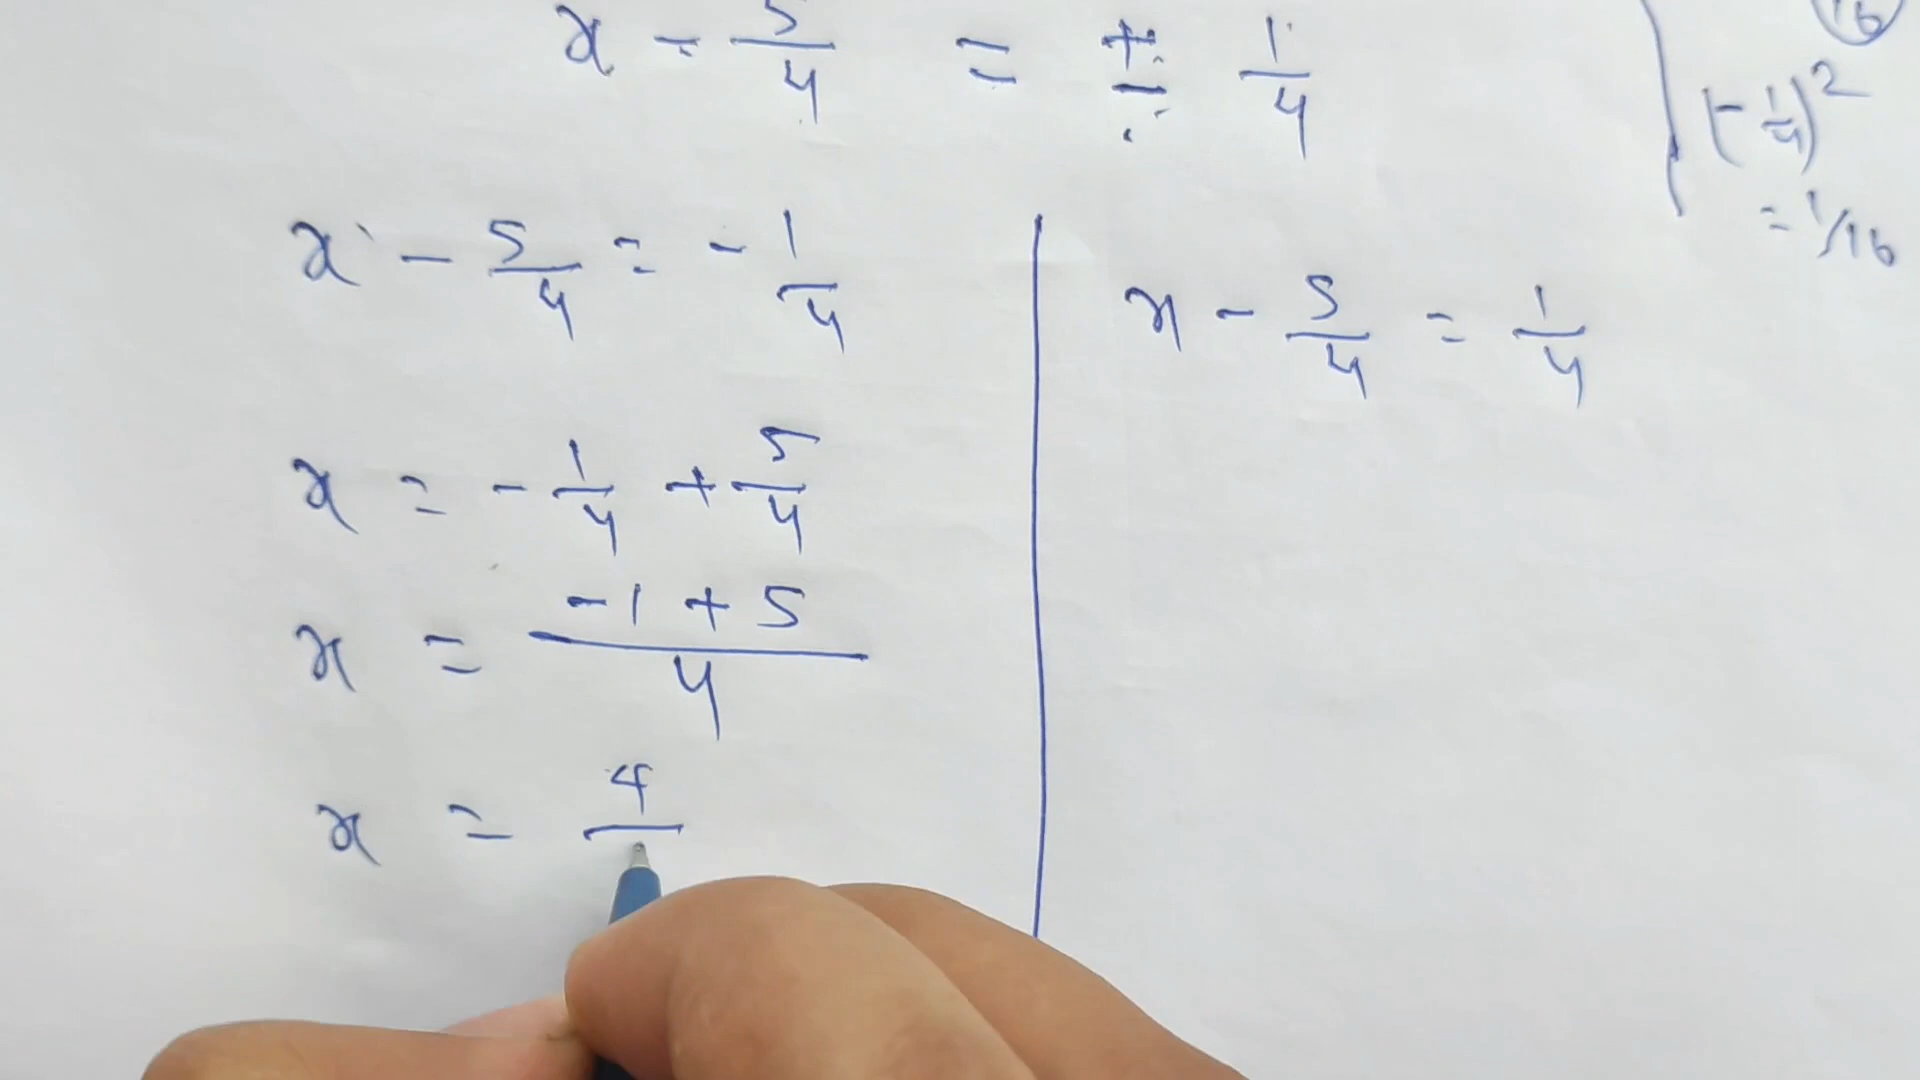 x - 5/4 = ± 1/4
x - 5/4 = - 1/4
x = - 1/4 + 5/4
x = (-1 + 5)/4
x = 4/
x - 5/4 = 1/4
16
(- 1/4)²
= 1/16